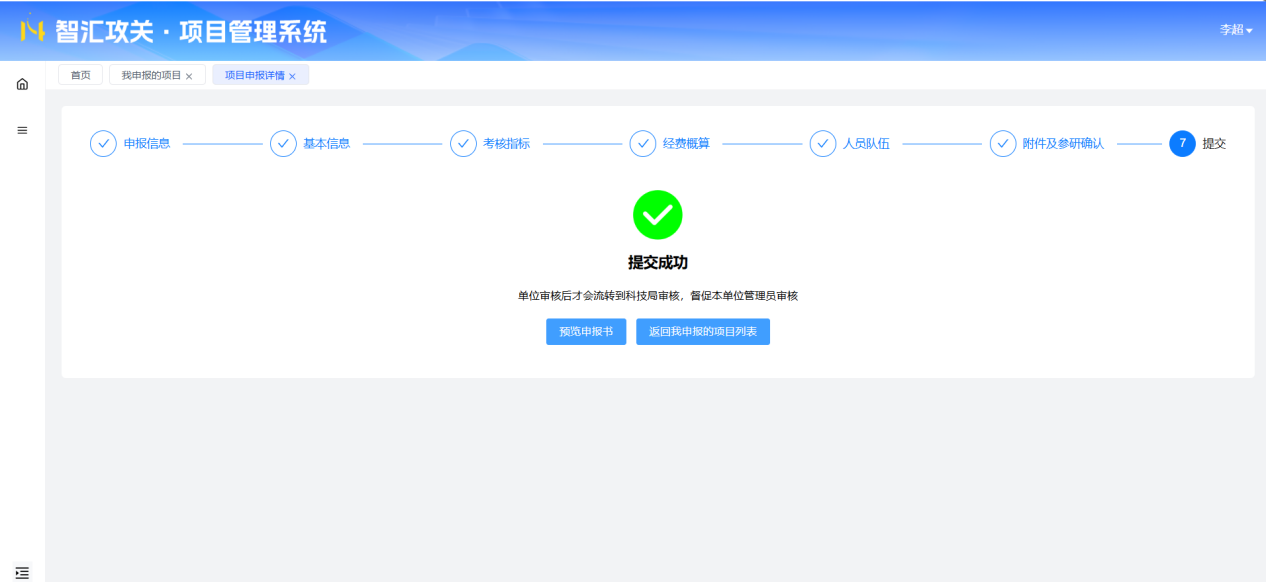 智汇攻关·项目管理系统
李超
首页 我申报的项目 × 项目申报详情 ×
申报信息 基本信息 考核指标 经费概算 人员队伍 附件及参研确认 7 提交
提交成功
单位审核后才会流转到科技局审核，督促本单位管理员审核
预览申报书 返回我申报的项目列表